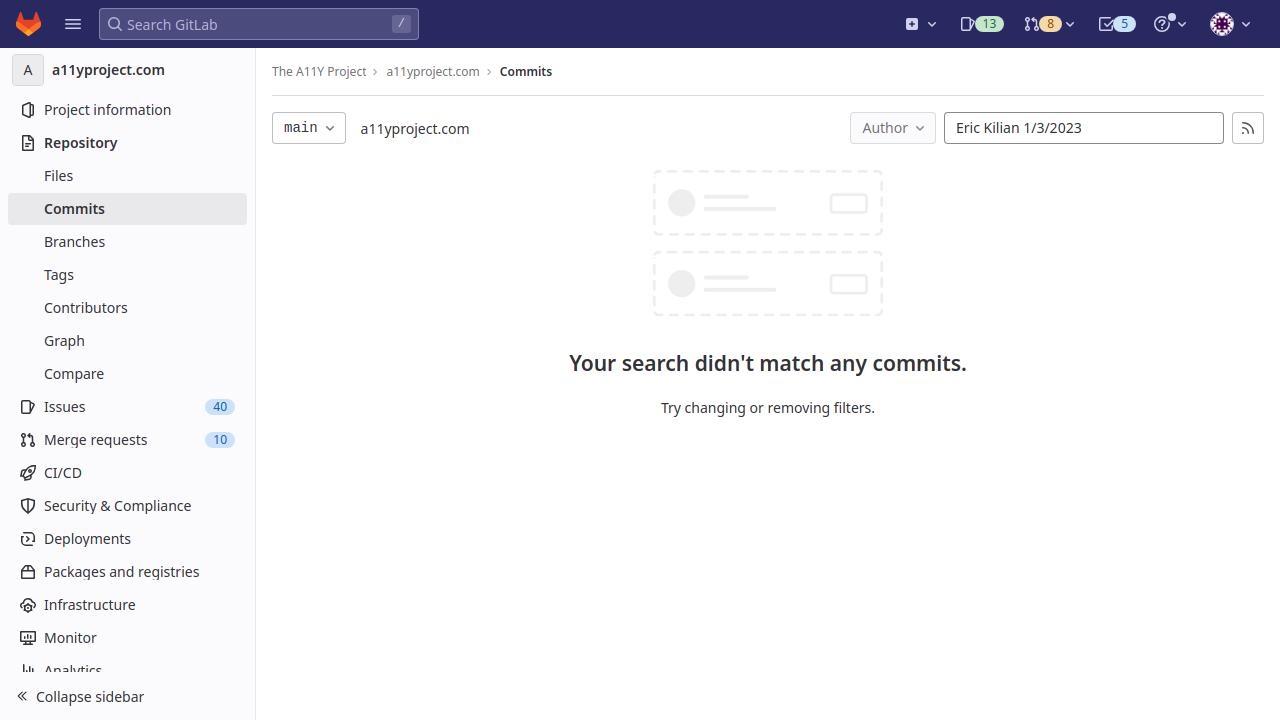 Search GitLab
/
13
8
5
A
a11yproject.com
Project information
Repository
Files
Commits
Branches
Tags
Contributors
Graph
Compare
Issues
40
Merge requests
10
CI/CD
Security & Compliance
Deployments
Packages and registries
Infrastructure
Monitor
Analytics
Collapse sidebar
The A11Y Project
a11yproject.com
Commits
main
a11yproject.com
Author
Eric Kilian 1/3/2023
Your search didn't match any commits.
Try changing or removing filters.